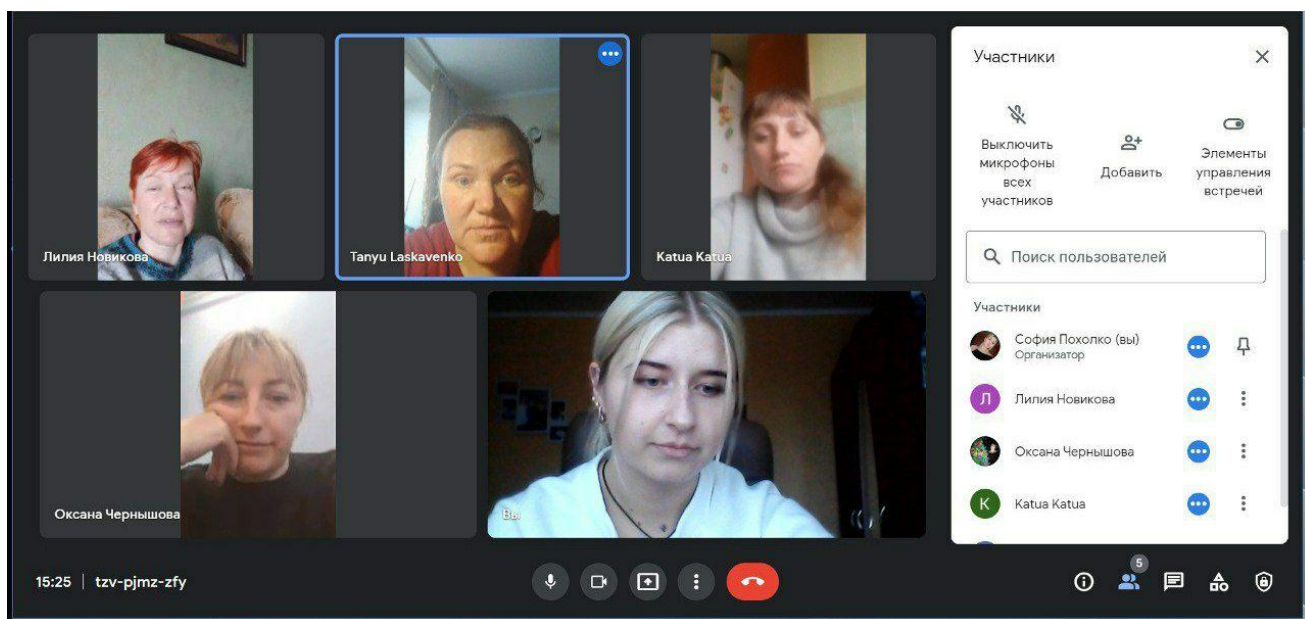 Лилия Новикова
Tanyu Laskavenko
Katua Katua
Оксана Чернышова
Вы
15:25 | tzv-pjmz-zfy
5
Участники
Выключить
микрофоны
всех
участников
Добавить
Элементы
управления
встречей
Поиск пользователей
Участники
София Похолко (вы)
Организатор
Л
Лилия Новикова
Оксана Чернышова
K
Katua Katua